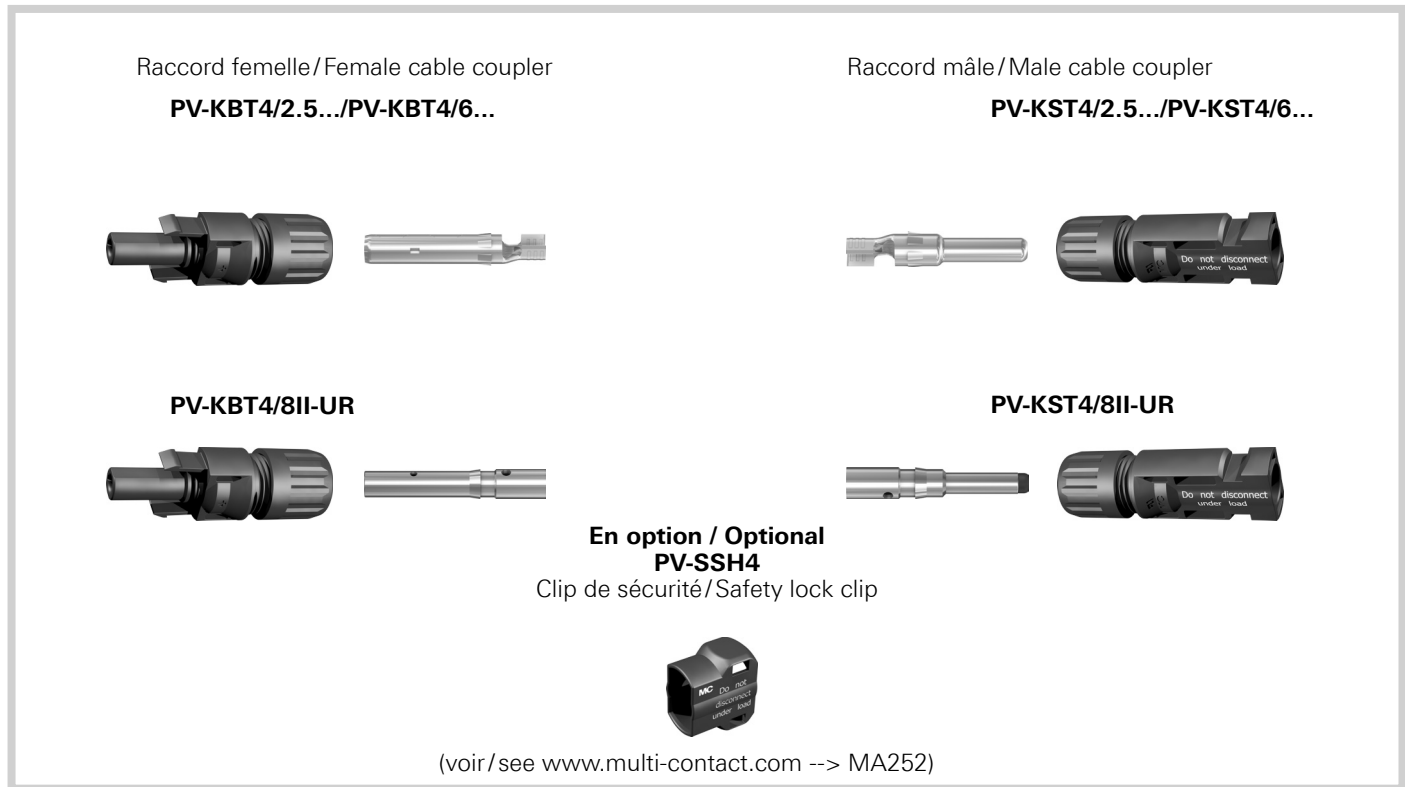 Raccord femelle/Female cable coupler
PV-KBT4/2.5.../PV-KBT4/6...
Raccord mâle/Male cable coupler
PV-KST4/2.5.../PV-KST4/6...
Do not disconnect
under load
PV-KBT4/8II-UR
PV-KST4/8II-UR
Do not disconnect
under load
En option / Optional
PV-SSH4
Clip de sécurité/Safety lock clip
MC Do not
disconnect
under load
(voir/see www.multi-contact.com --> MA252)